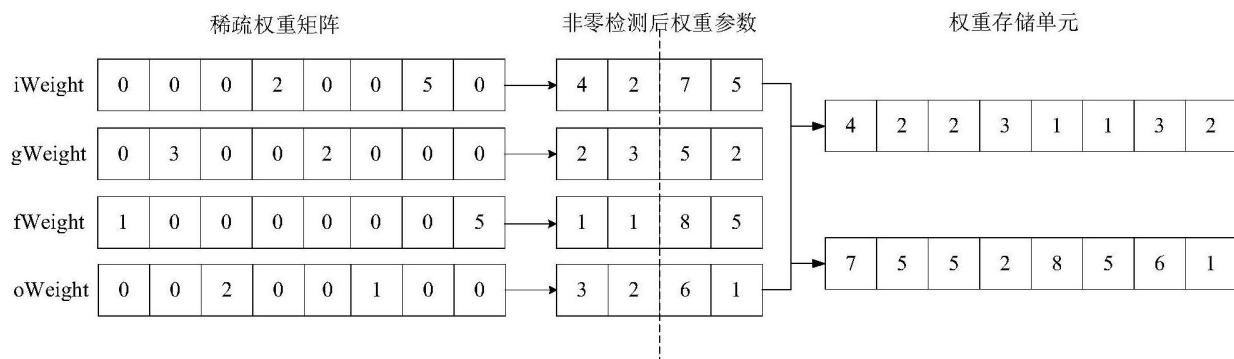 稀疏权重矩阵 非零检测后权重参数 权重存储单元
iWeight 0 0 0 2 0 0 5 0 4 2 7 5
4 2 2 3 1 1 3 2
gWeight 0 3 0 0 2 0 0 0 2 3 5 2
fWeight 1 0 0 0 0 0 0 5 1 1 8 5
7 5 5 2 8 5 6 1
oWeight 0 0 2 0 0 1 0 0 3 2 6 1